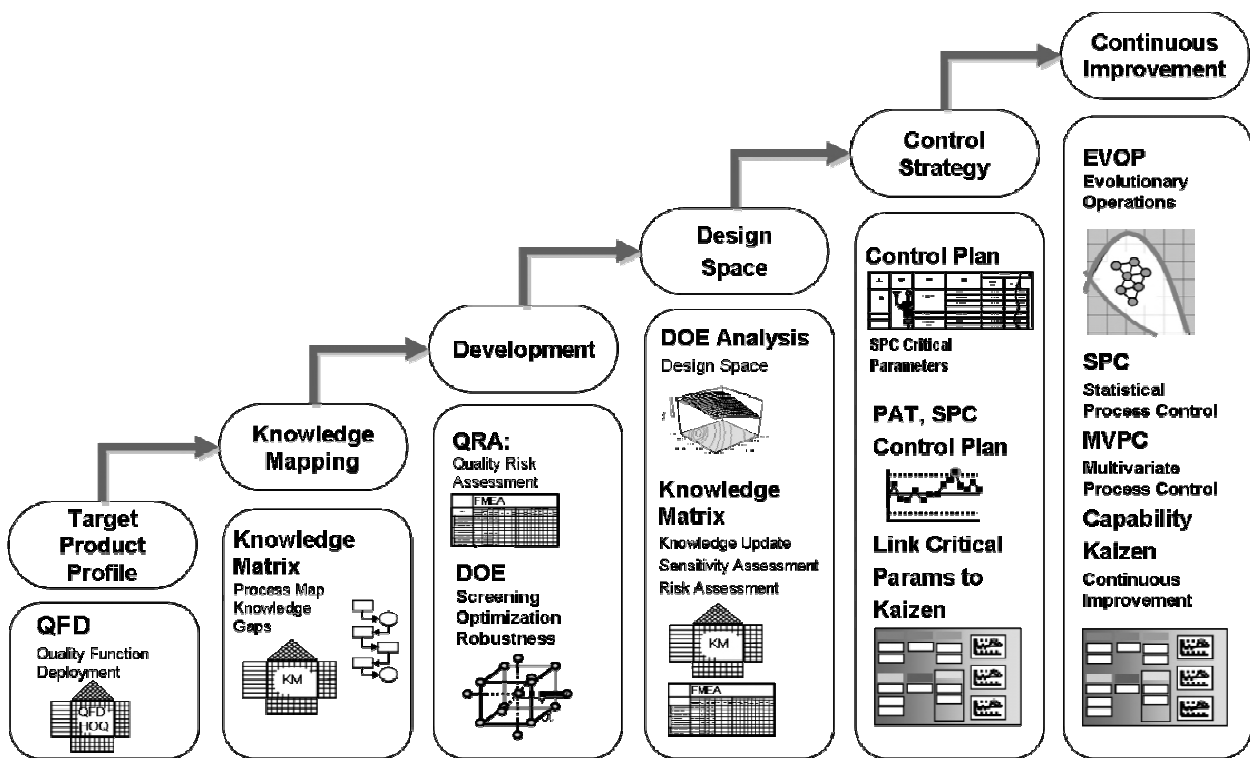 Target
Product
Profile
QFD
Quality Function
Deployment
QFD
HOQ
Knowledge
Mapping
Knowledge
Matrix
Process Map
Knowledge
Gaps
KM
Development
QRA:
Quality Risk
Assessment
FMEA
DOE
Screening
Optimization
Robustness
Design
Space
DOE Analysis
Design Space
Knowledge
Matrix
Knowledge Update
Sensitivity Assessment
Risk Assessment
KM
FMEA
Control
Strategy
Control Plan
SPC Critical
Parameters
PAT, SPC
Control Plan
Link Critical
Params to
Kaizen
Continuous
Improvement
EVOP
Evolutionary
Operations
SPC
Statistical
Process Control
MVPC
Multivariate
Process Control
Capability
Kaizen
Continuous
Improvement